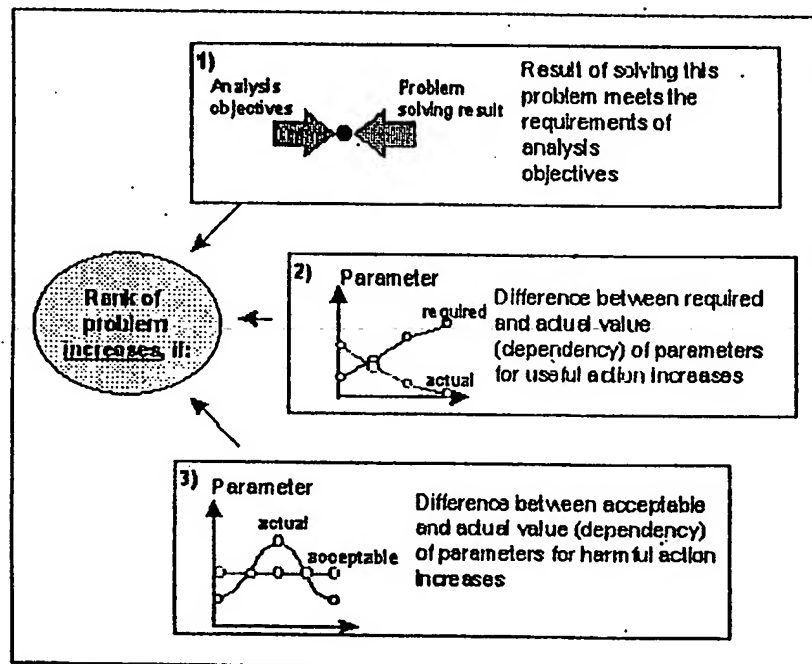 1)
Analysis
objectives
Problem
solving result
Result of solving this
problem meets the
requirements of
analysis
objectives
Rank of
problem
increases, if:
2)
Parameter
required
actual
Difference between required
and actual value
(dependency) of parameters
for useful action increases
3)
Parameter
actual
acceptable
Difference between acceptable
and actual value (dependency)
of parameters for harmful action
increases